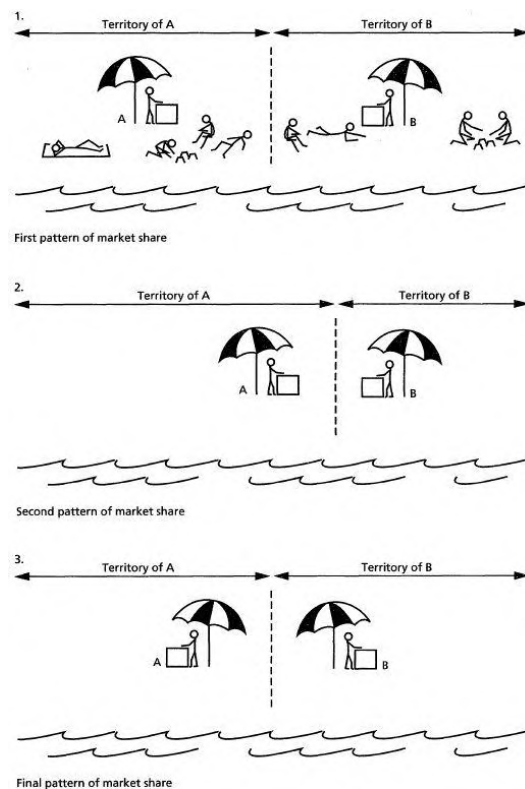 1.
Territory of A Territory of B
A B
First pattern of market share
2.
Territory of A Territory of B
A B
Second pattern of market share
3.
Territory of A Territory of B
A B
Final pattern of market share